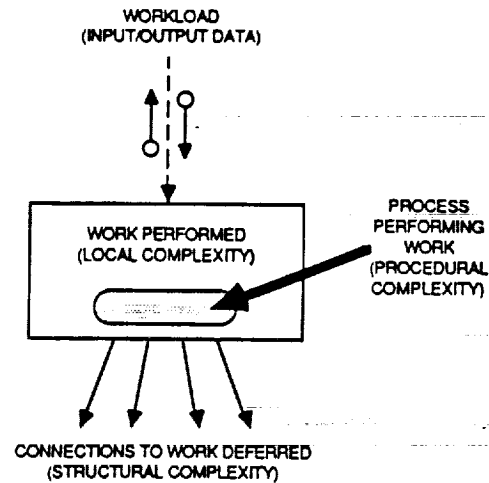 WORKLOAD
(INPUT/OUTPUT DATA)
WORK PERFORMED
(LOCAL COMPLEXITY)
PROCESS
PERFORMING
WORK
(PROCEDURAL
COMPLEXITY)
CONNECTIONS TO WORK DEFERRED
(STRUCTURAL COMPLEXITY)